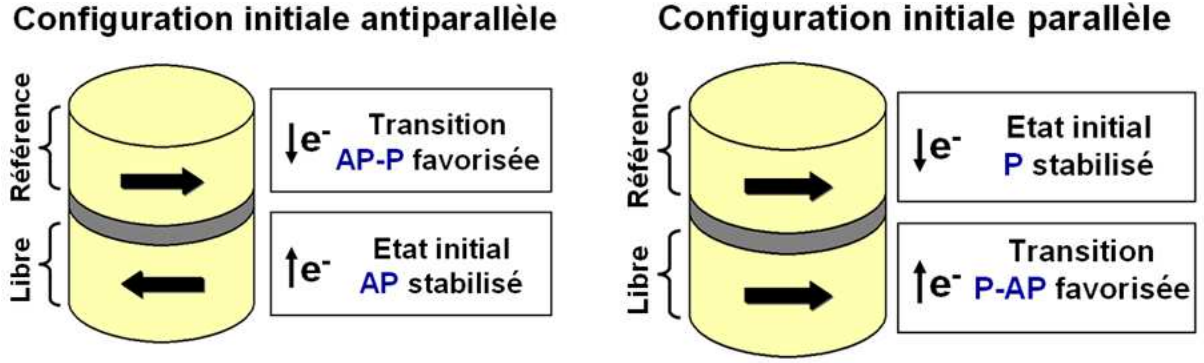 Configuration initiale antiparallèle
Référence
Libre
e-
Transition
AP-P favorisée
e-
Etat initial
AP stabilisé
Configuration initiale parallèle
Référence
Libre
e-
Etat initial
P stabilisé
e-
Transition
P-AP favorisée